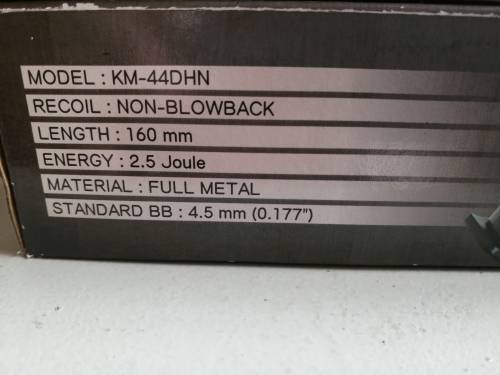 MODEL : KM-44DHN
RECOIL : NON-BLOWBACK
LENGTH : 160 mm
ENERGY : 2.5 Joule
MATERIAL : FULL METAL
STANDARD BB : 4.5 mm (0.177")